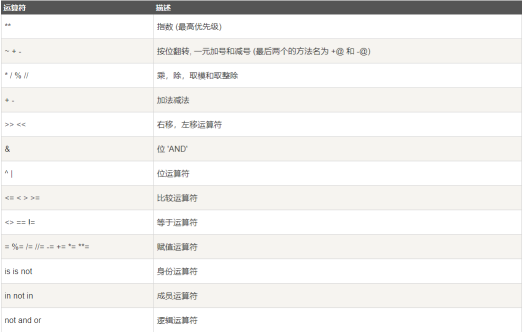 运算符 描述
** 指数 (最高优先级)
~ + - 按位翻转, 一元加号和减号 (最后两个的方法名为 +@ 和 -@)
* / % // 乘，除，取模和取整除
+ - 加法减法
>> << 右移，左移运算符
& 位 'AND'
^ | 位运算符
<= < > >= 比较运算符
<> == != 等于运算符
= %= /= //= -= += *= **= 赋值运算符
is is not 身份运算符
in not in 成员运算符
not and or 逻辑运算符